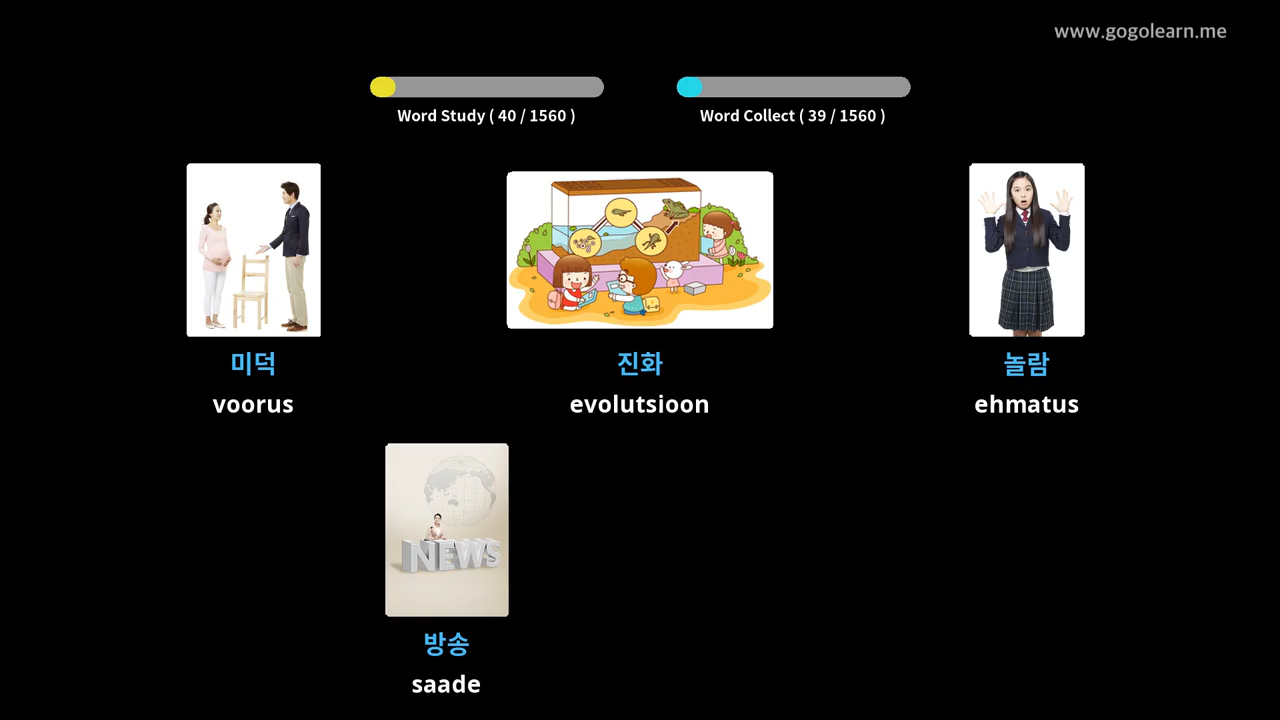 www.gogolearn.me
Word Study ( 40 / 1560 )
Word Collect ( 39 / 1560 )
미덕
voorus
진화
evolutsioon
놀람
ehmatus
NEWS
방송
saade